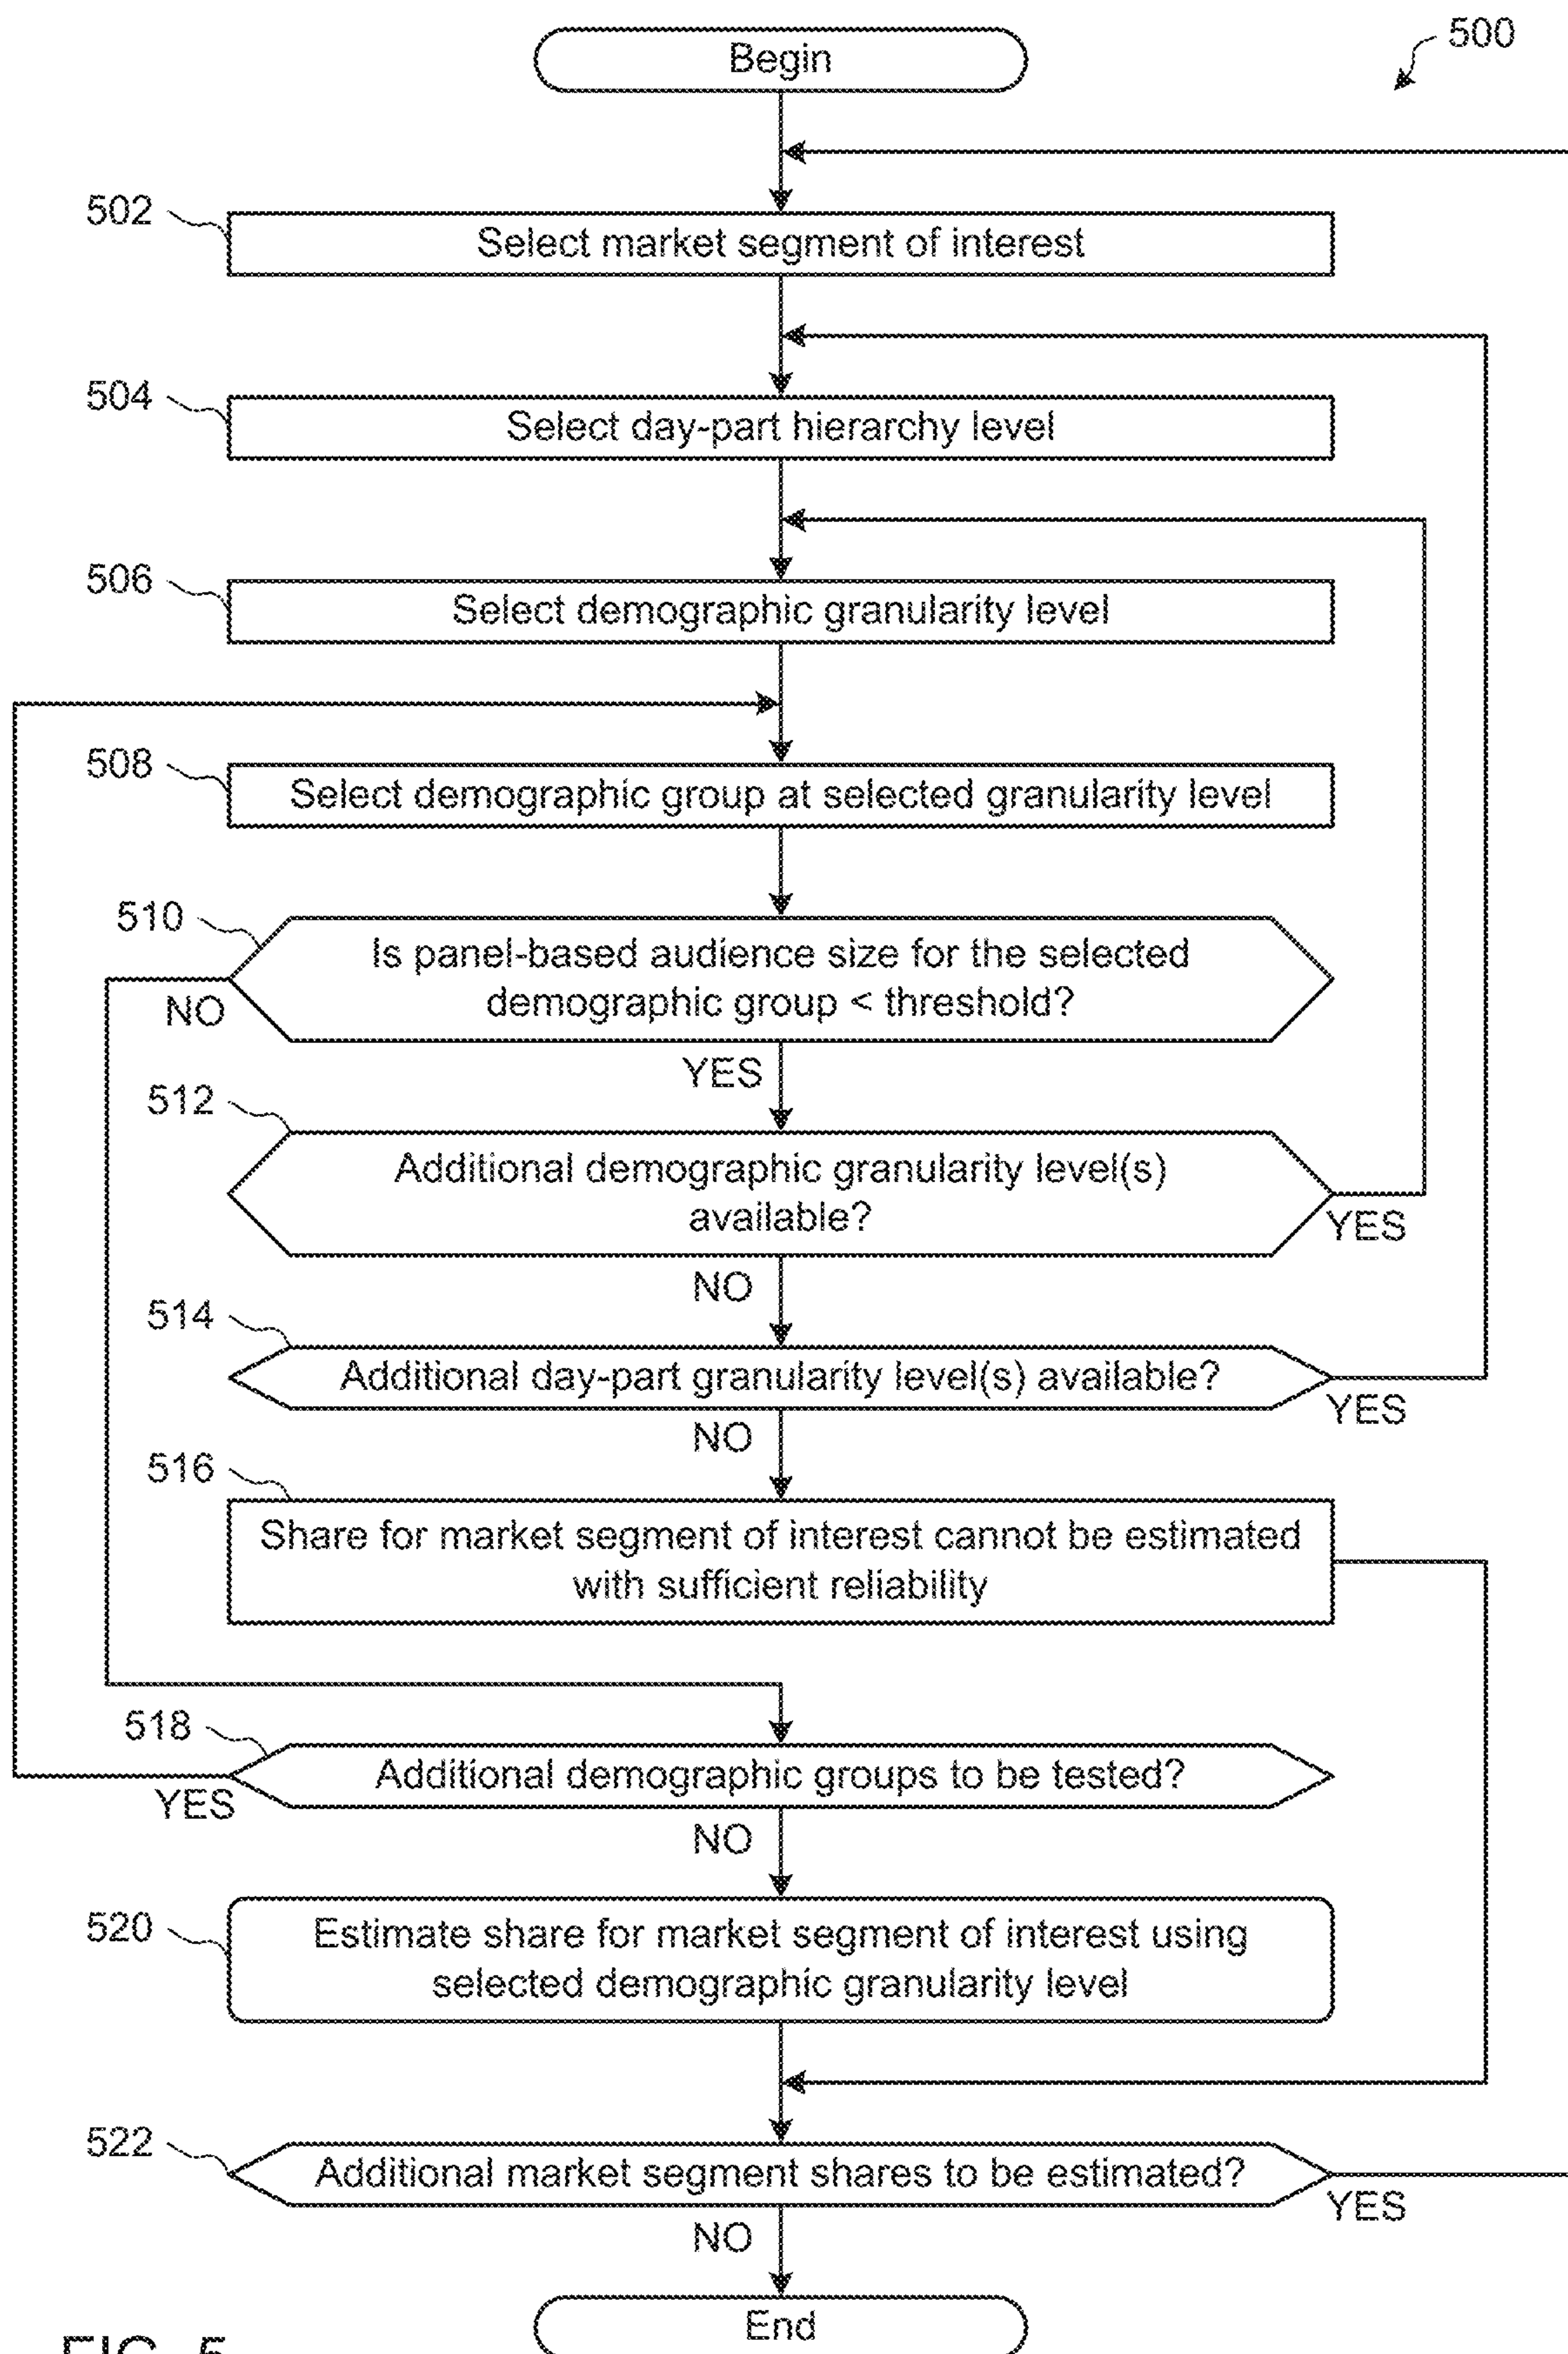 Begin
500
502
Select market segment of interest
504
Select day-part hierarchy level
506
Select demographic granularity level
508
Select demographic group at selected granularity level
510
Is panel-based audience size for the selected
demographic group < threshold?
NO
YES
512
Additional demographic granularity level(s)
available?
YES
NO
514
Additional day-part granularity level(s) available?
YES
NO
516
Share for market segment of interest cannot be estimated
with sufficient reliability
518
Additional demographic groups to be tested?
YES
NO
520
Estimate share for market segment of interest using
selected demographic granularity level
522
Additional market segment shares to be estimated?
YES
NO
End
FIG. 5